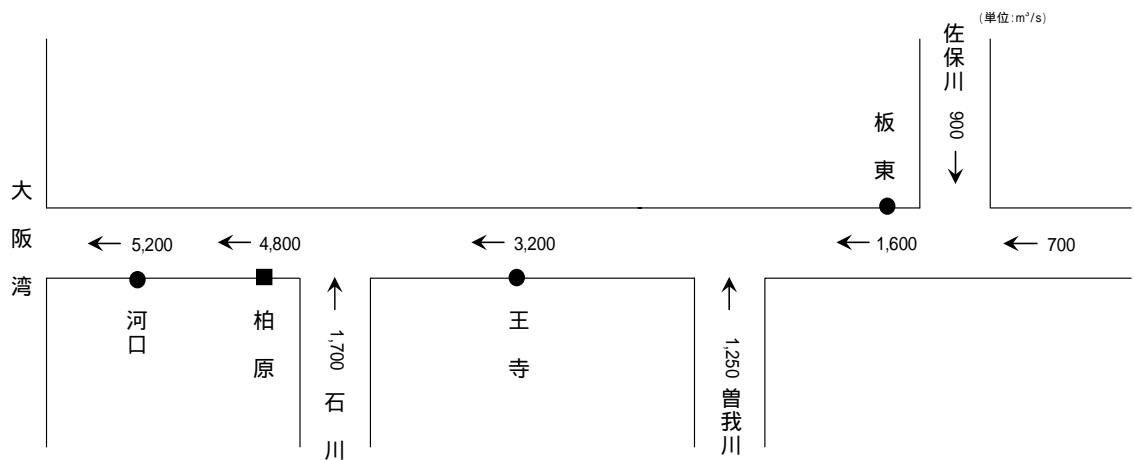 (単位:m³/s)
佐保川 900
板東
大阪湾
5,200
4,800
3,200
1,600
700
河口
柏原
1,700 石川
王寺
1,250 曽我川